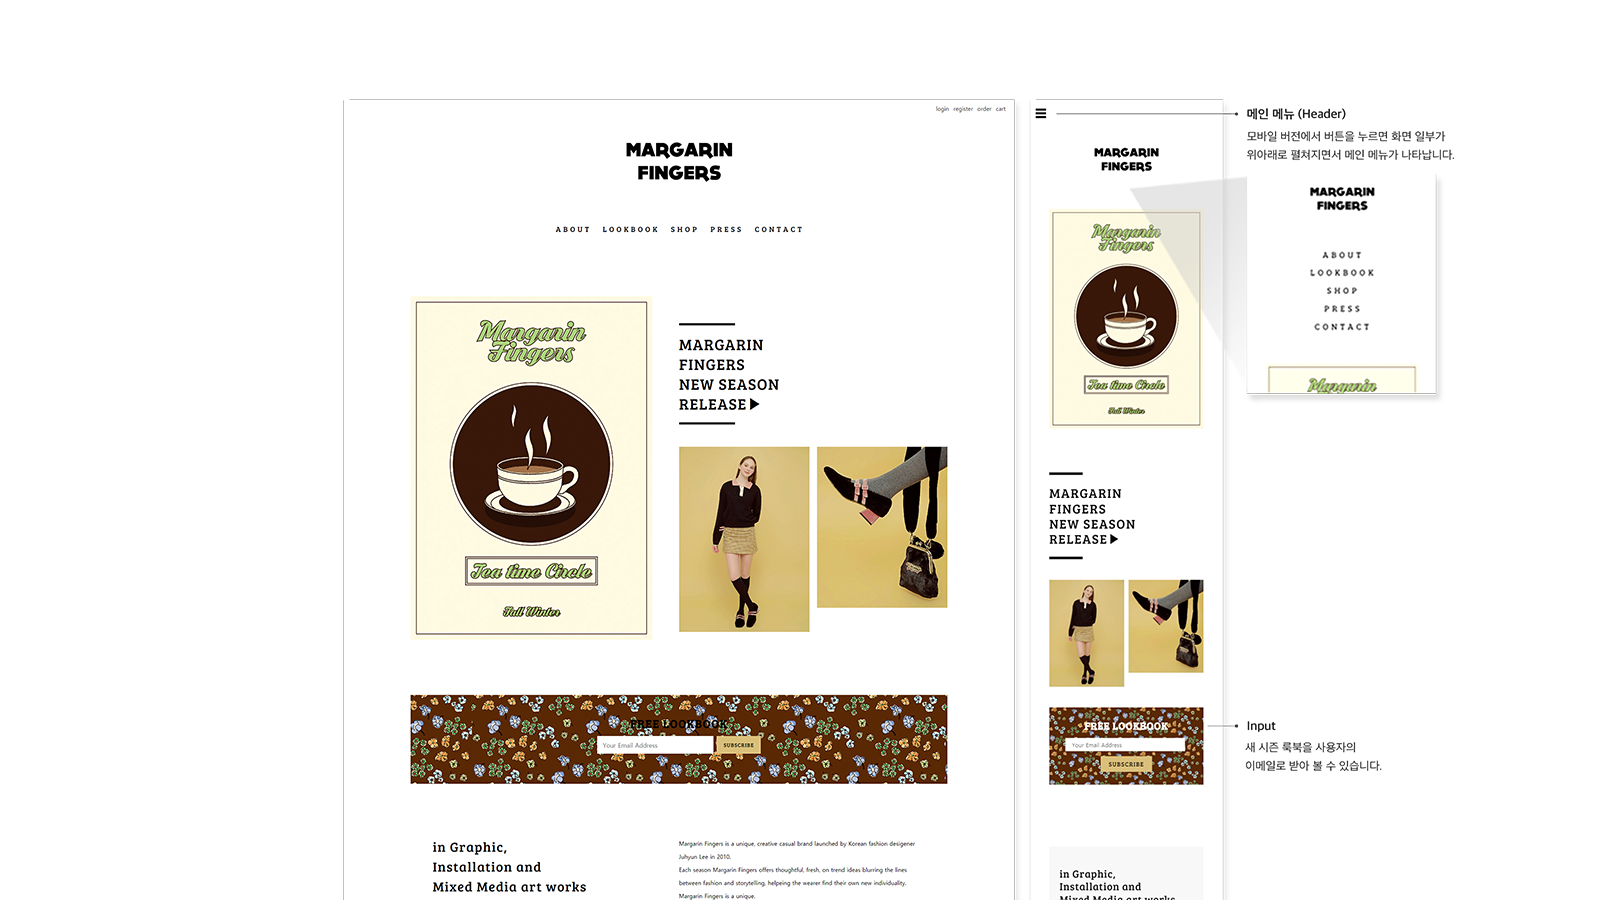 login register order cart
MARGARIN
FINGERS
ABOUT LOOKBOOK SHOP PRESS CONTACT
Margarin
Fingers
Tea time Circle
Fall Winter
MARGARIN
FINGERS
NEW SEASON
RELEASE▶
FREE LOOKBOOK
Your Email Address
SUBSCRIBE
in Graphic,
Installation and
Mixed Media art works
Margarin Fingers is a unique, creative casual brand launched by Korean fashion desigener
Juhyun Lee in 2010.
Each season Margarin Fingers offers thoughtful, fresh, on trend ideas blurring the lines
between fashion and storytelling, helpeing the wearer find their own new individuality.
Margarin Fingers is a unique.
MARGARIN
FINGERS
Margarin
Fingers
Tea time Circle
Fall Winter
MARGARIN
FINGERS
NEW SEASON
RELEASE▶
FREE LOOKBOOK
Your Email Address
SUBSCRIBE
in Graphic,
Installation and
Mixed Media art works
메인 메뉴 (Header)
모바일 버전에서 버튼을 누르면 화면 일부가
위아래로 펼쳐지면서 메인 메뉴가 나타납니다.
MARGARIN
FINGERS
ABOUT
LOOKBOOK
SHOP
PRESS
CONTACT
Margarin
Input
새 시즌 룩북을 사용자의
이메일로 받아 볼 수 있습니다.